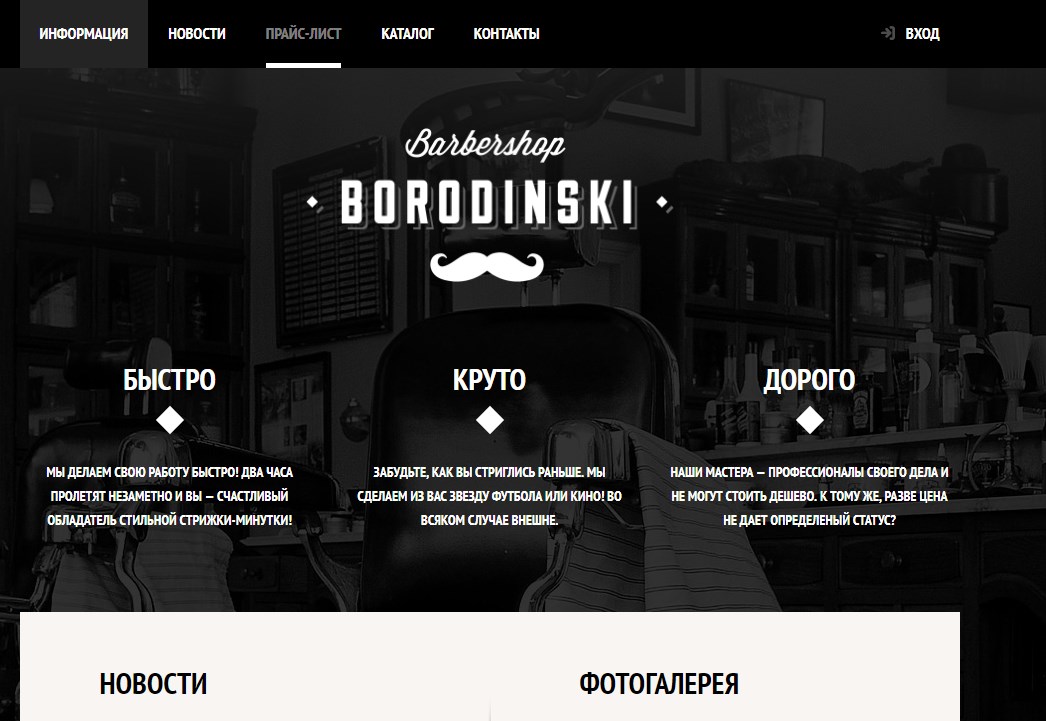 ИНФОРМАЦИЯ НОВОСТИ ПРАЙС-ЛИСТ КАТАЛОГ КОНТАКТЫ ВХОД
Barbershop
BORODINSKI
БЫСТРО
МЫ ДЕЛАЕМ СВОЮ РАБОТУ БЫСТРО! ДВА ЧАСА
ПРОЛЕТЯТ НЕЗАМЕТНО И ВЫ — СЧАСТЛИВЫЙ
ОБЛАДАТЕЛЬ СТИЛЬНОЙ СТРИЖКИ-МИНУТКИ!
КРУТО
ЗАБУДЬТЕ, КАК ВЫ СТРИГЛИСЬ РАНЬШЕ. МЫ
СДЕЛАЕМ ИЗ ВАС ЗВЕЗДУ ФУТБОЛА ИЛИ КИНО! ВО
ВСЯКОМ СЛУЧАЕ ВНЕШНЕ.
ДОРОГО
НАШИ МАСТЕРА — ПРОФЕССИОНАЛЫ СВОЕГО ДЕЛА И
НЕ МОГУТ СТОИТЬ ДЕШЕВО. К ТОМУ ЖЕ, РАЗВЕ ЦЕНА
НЕ ДАЕТ ОПРЕДЕЛЕНЫЙ СТАТУС?
НОВОСТИ
ФОТОГАЛЕРЕЯ